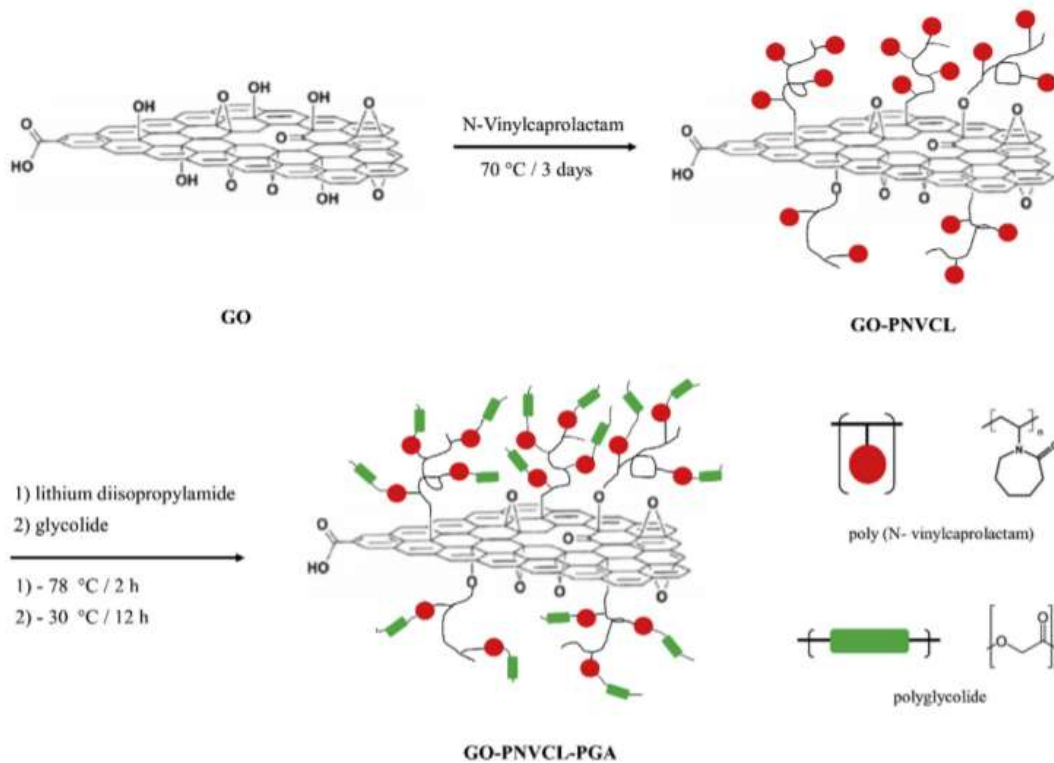 OH
O
OH
OH
O
O
O
HO
OH
O
O
OH
O
N-Vinylcaprolactam
70 °C / 3 days
O
O
O
O
O
HO
O
O
O
O
GO
GO-PNVCL
1) lithium diisopropylamide
2) glycolide
1) - 78 °C / 2 h
2) - 30 °C / 12 h
O
O
O
O
O
HO
O
O
O
O
n
N
poly (N- vinylcaprolactam)
O
O
polyglycolide
GO-PNVCL-PGA